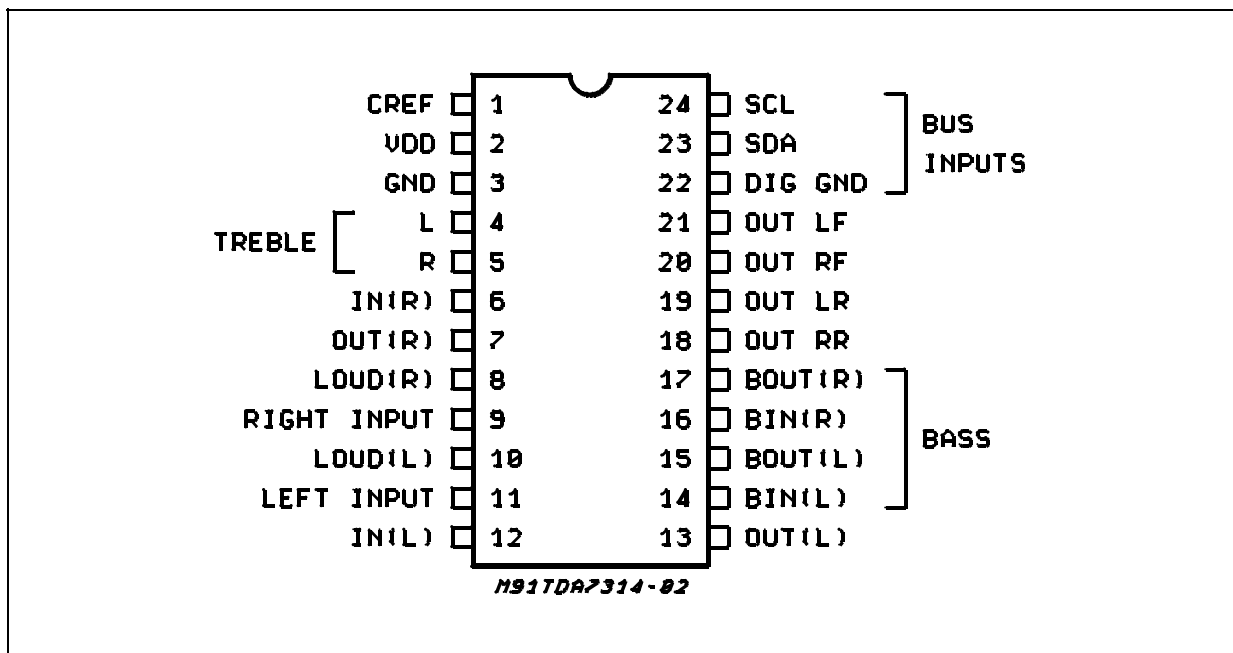 CREF 1 24 SCL
VDD 2 23 SDA
GND 3 22 DIG GND
BUS
INPUTS
L 4 21 OUT LF
TREBLE
R 5 20 OUT RF
IN(R) 6 19 OUT LR
OUT(R) 7 18 OUT RR
LOUD(R) 8 17 BOUT(R)
RIGHT INPUT 9 16 BIN(R)
BASS
LOUD(L) 10 15 BOUT(L)
LEFT INPUT 11 14 BIN(L)
IN(L) 12 13 OUT(L)
M91TDA7314-02